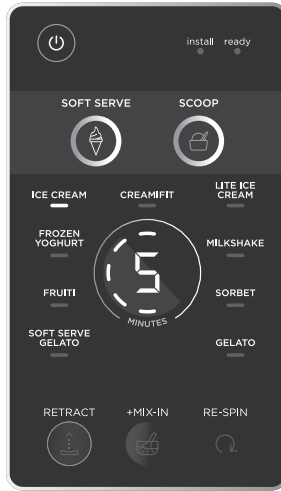 install ready
SOFT SERVE SCOOP
ICE CREAM CREAMIFIT LITE ICE
CREAM
FROZEN
YOGHURT MILKSHAKE
5
FRUITI SORBET
MINUTES
SOFT SERVE
GELATO GELATO
RETRACT +MIX-IN RE-SPIN